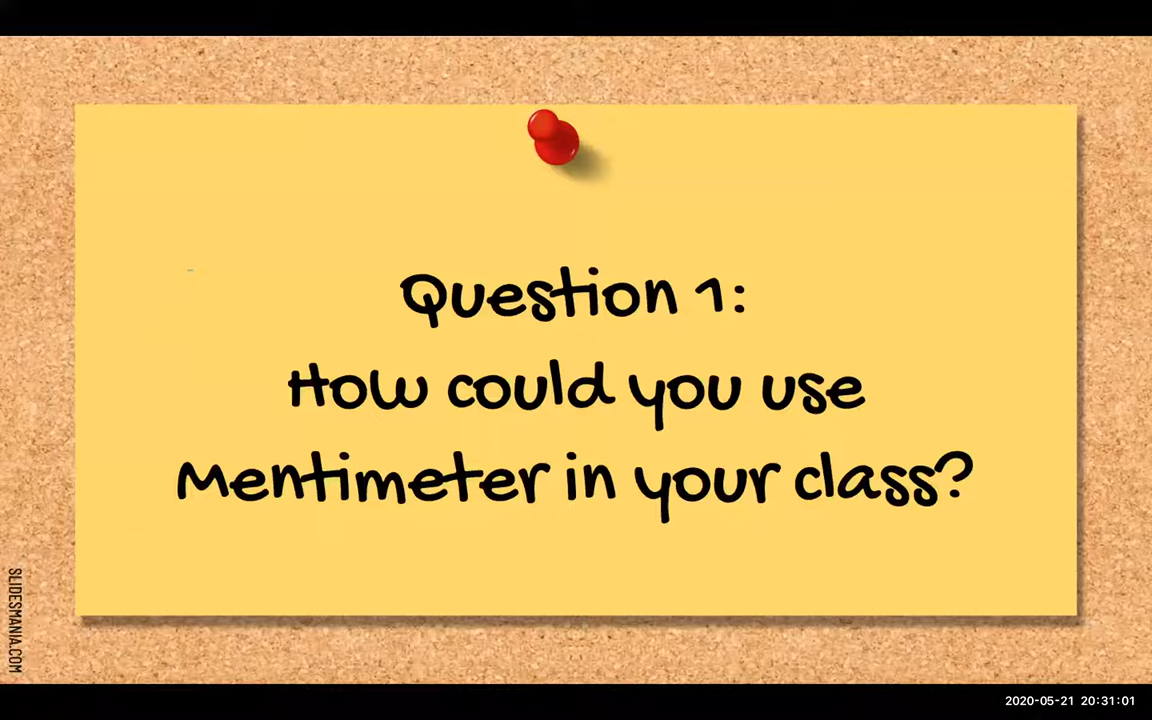 Question 1:
How could you use
Mentimeter in your class?
SLIDESMANIA.COM
2020-05-21 20:31:01